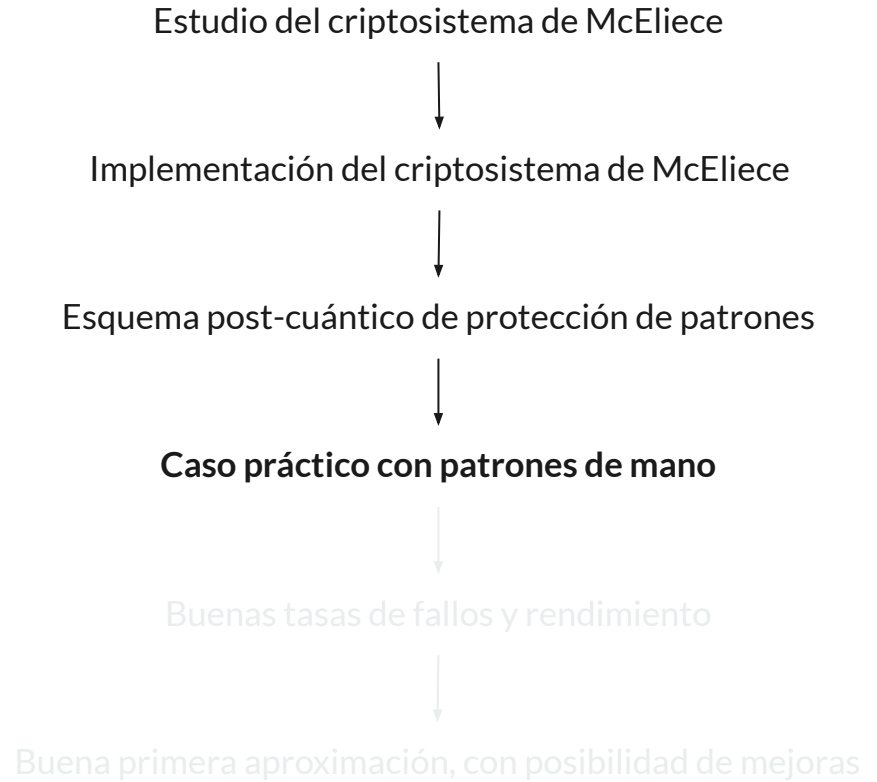 Estudio del criptosistema de McEliece
Implementación del criptosistema de McEliece
Esquema post-cuántico de protección de patrones
Caso práctico con patrones de mano
Buenas tasas de fallos y rendimiento
Buena primera aproximación, con posibilidad de mejoras